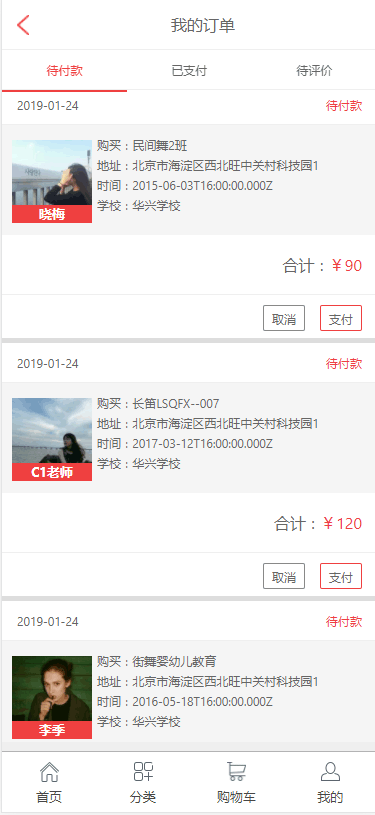 我的订单
待付款 已支付 待评价
2019-01-24 待付款
购买：民间舞2班
地址：北京市海淀区西北旺中关村科技园1
时间：2015-06-03T16:00:00.000Z
学校：华兴学校
晓梅
合计：￥90
取消 支付
2019-01-24 待付款
购买：长笛LSQFX--007
地址：北京市海淀区西北旺中关村科技园1
时间：2017-03-12T16:00:00.000Z
学校：华兴学校
C1老师
合计：￥120
取消 支付
2019-01-24 待付款
购买：街舞婴幼儿教育
地址：北京市海淀区西北旺中关村科技园1
时间：2016-05-18T16:00:00.000Z
学校：华兴学校
李季
首页 分类 购物车 我的